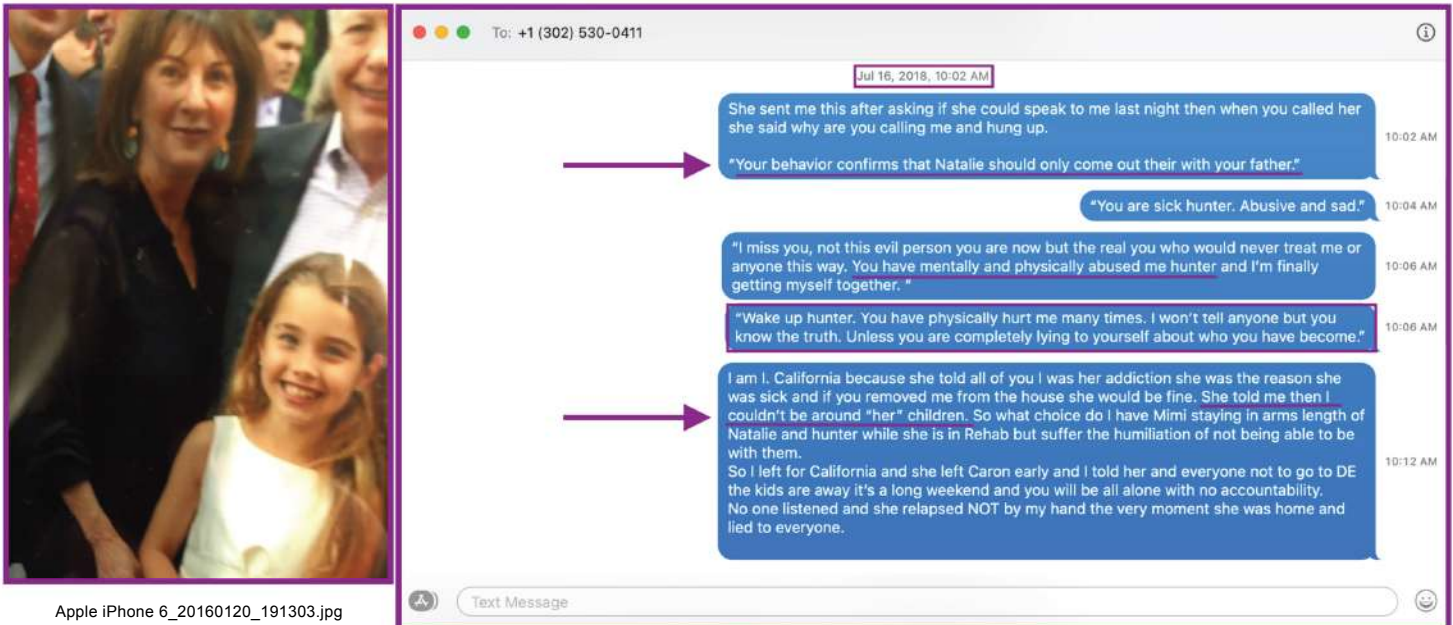 To: +1 (302) 530-0411
Jul 16, 2018, 10:02 AM
She sent me this after asking if she could speak to me last night then when you called her
she said why are you calling me and hung up.
10:02 AM
"Your behavior confirms that Natalie should only come out their with your father."
"You are sick hunter. Abusive and sad."
10:04 AM
"I miss you, not this evil person you are now but the real you who would never treat me or
anyone this way. You have mentally and physically abused me hunter and I'm finally
10:06 AM
getting myself together. "
"Wake up hunter. You have physically hurt me many times. I won't tell anyone but you
know the truth. Unless you are completely lying to yourself about who you have become."
10:06 AM
I am I. California because she told all of you I was her addiction she was the reason she
was sick and if you removed me from the house she would be fine. She told me then I
couldn't be around "her" children. So what choice do I have Mimi staying in arms length of
Natalie and hunter while she is in Rehab but suffer the humiliation of not being able to be
with them.
10:12 AM
So I left for California and she left Caron early and I told her and everyone not to go to DE
the kids are away it's a long weekend and you will be all alone with no accountability.
No one listened and she relapsed NOT by my hand the very moment she was home and
lied to everyone.
Text Message
Apple iPhone 6_20160120_191303.jpg